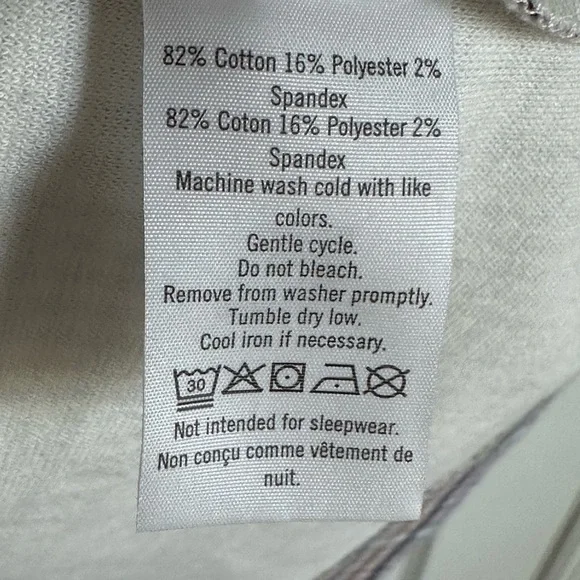 82% Cotton 16% Polyester 2%
Spandex
82% Coton 16% Polyester 2%
Spandex
Machine wash cold with like
colors.
Gentle cycle.
Do not bleach.
Remove from washer promptly.
Tumble dry low.
Cool iron if necessary.
30
Not intended for sleepwear.
Non conçu comme vêtement de
nuit.